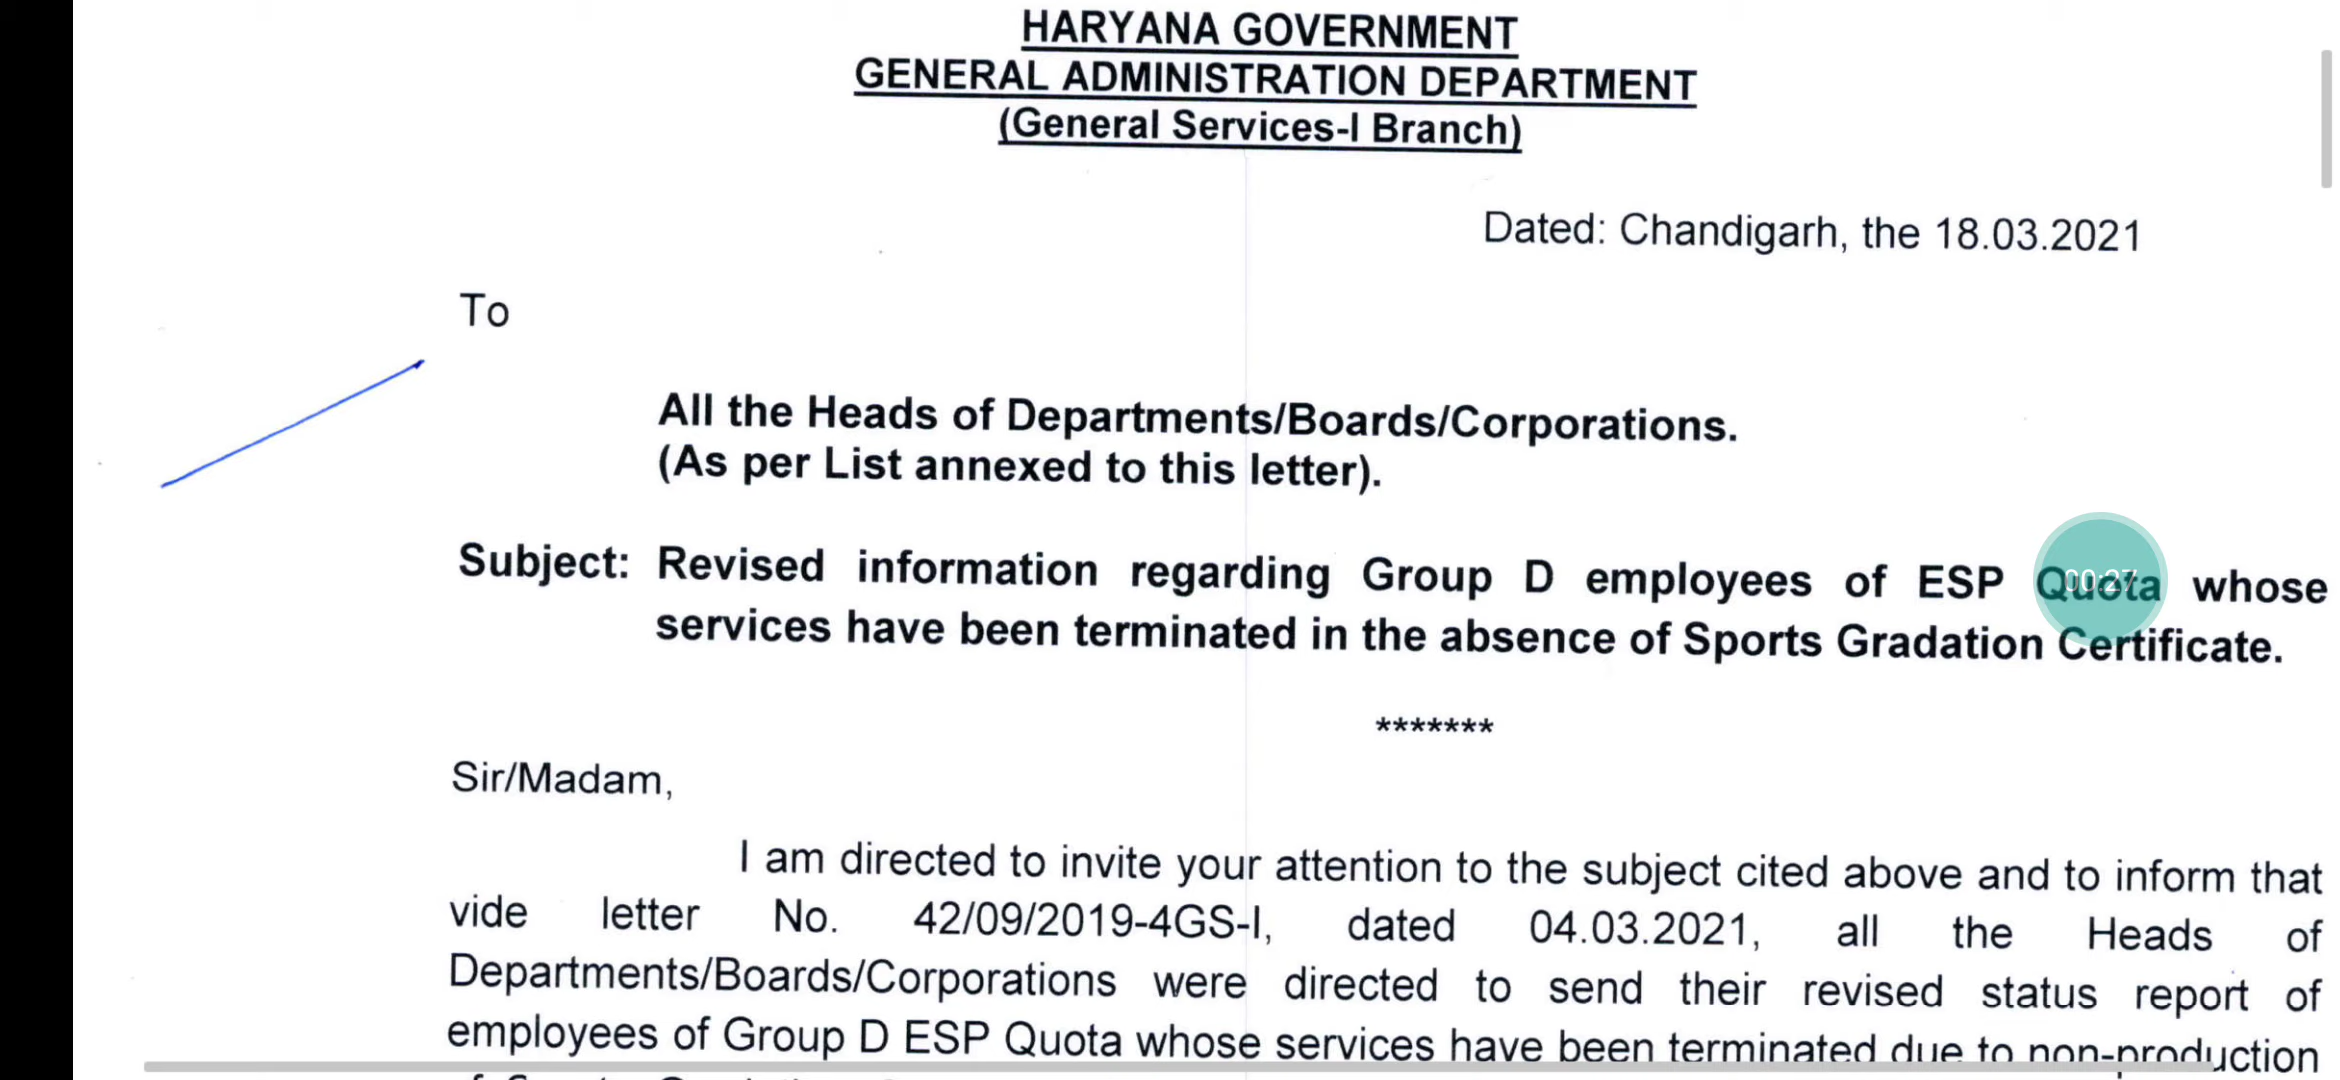 HARYANA GOVERNMENT
GENERAL ADMINISTRATION DEPARTMENT
(General Services-I Branch)
Dated: Chandigarh, the 18.03.2021
To
All the Heads of Departments/Boards/Corporations.
(As per List annexed to this letter).
Subject: Revised information regarding Group D employees of ESP Quota whose
services have been terminated in the absence of Sports Gradation Certificate.
00:27
*******
Sir/Madam,
I am directed to invite your attention to the subject cited above and to inform that
vide letter No. 42/09/2019-4GS-I, dated 04.03.2021, all the Heads of
Departments/Boards/Corporations were directed to send their revised status report of
employees of Group D ESP Quota whose services have been terminated due to non-production